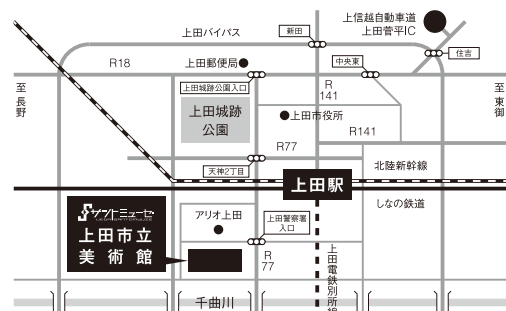 上信越自動車道
上田菅平IC
上田バイパス
新田
住吉
R18
上田郵便局
中央東
上田城跡公園入口
至長野
R
141
至東御
上田城跡
公園
上田市役所
R141
R77
天神2丁目
北陸新幹線
上田駅
しなの鉄道
サントミューゼ
上田市立
美術館
アリオ上田
上田警察署
入口
R
77
上田電鉄別所線
千曲川